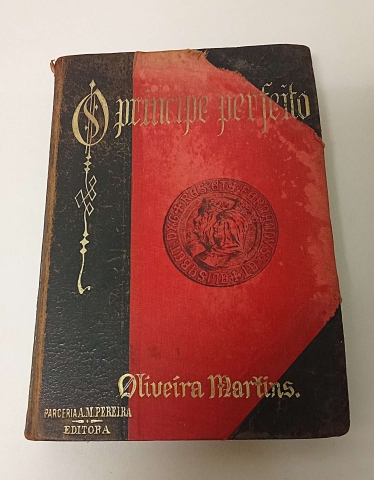 O principe perfeito
Oliveira Martins.
PARCERIA A.M. PEREIRA
EDITORA